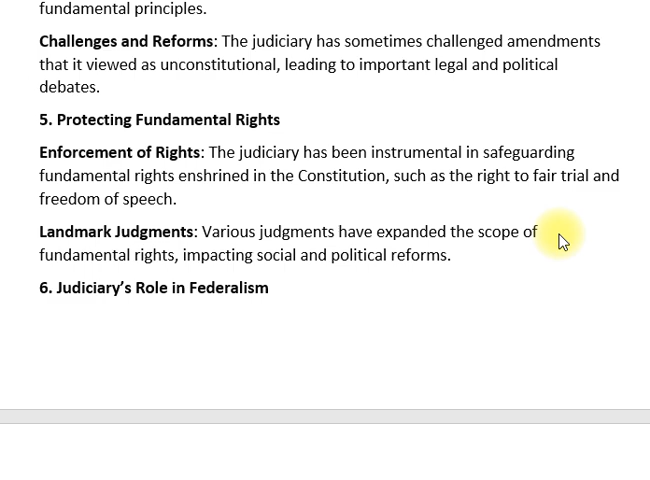 fundamental principles.
Challenges and Reforms: The judiciary has sometimes challenged amendments
that it viewed as unconstitutional, leading to important legal and political
debates.
5. Protecting Fundamental Rights
Enforcement of Rights: The judiciary has been instrumental in safeguarding
fundamental rights enshrined in the Constitution, such as the right to fair trial and
freedom of speech.
Landmark Judgments: Various judgments have expanded the scope of
fundamental rights, impacting social and political reforms.
6. Judiciary’s Role in Federalism